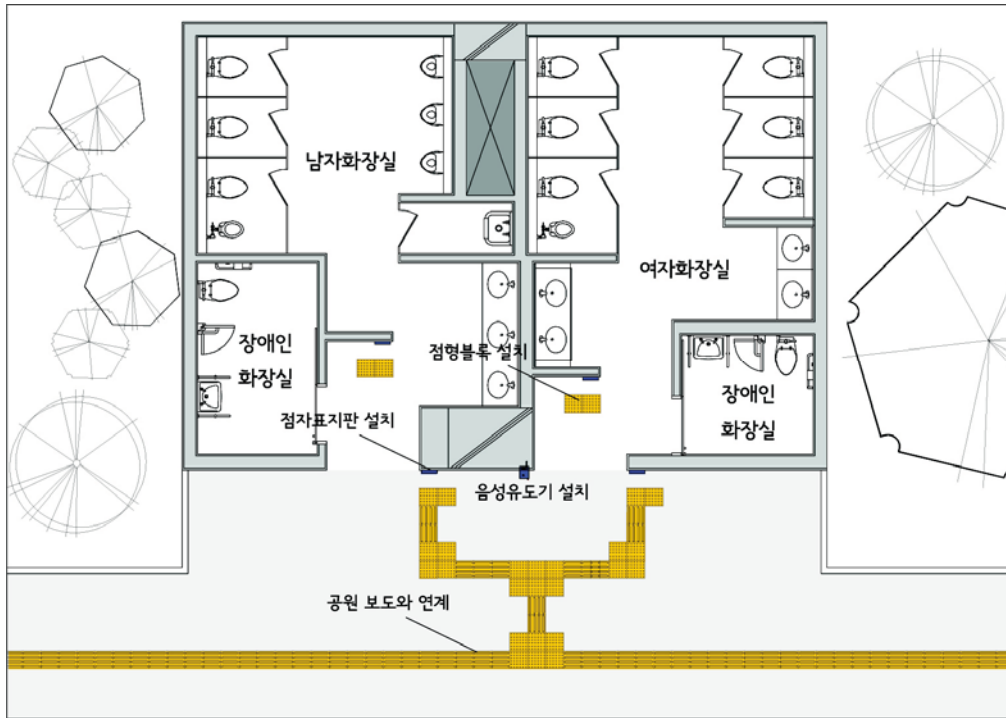 남자화장실
여자화장실
장애인
화장실
점형블록 설치
장애인
화장실
점자표지판 설치
음성유도기 설치
공원 보도와 연계